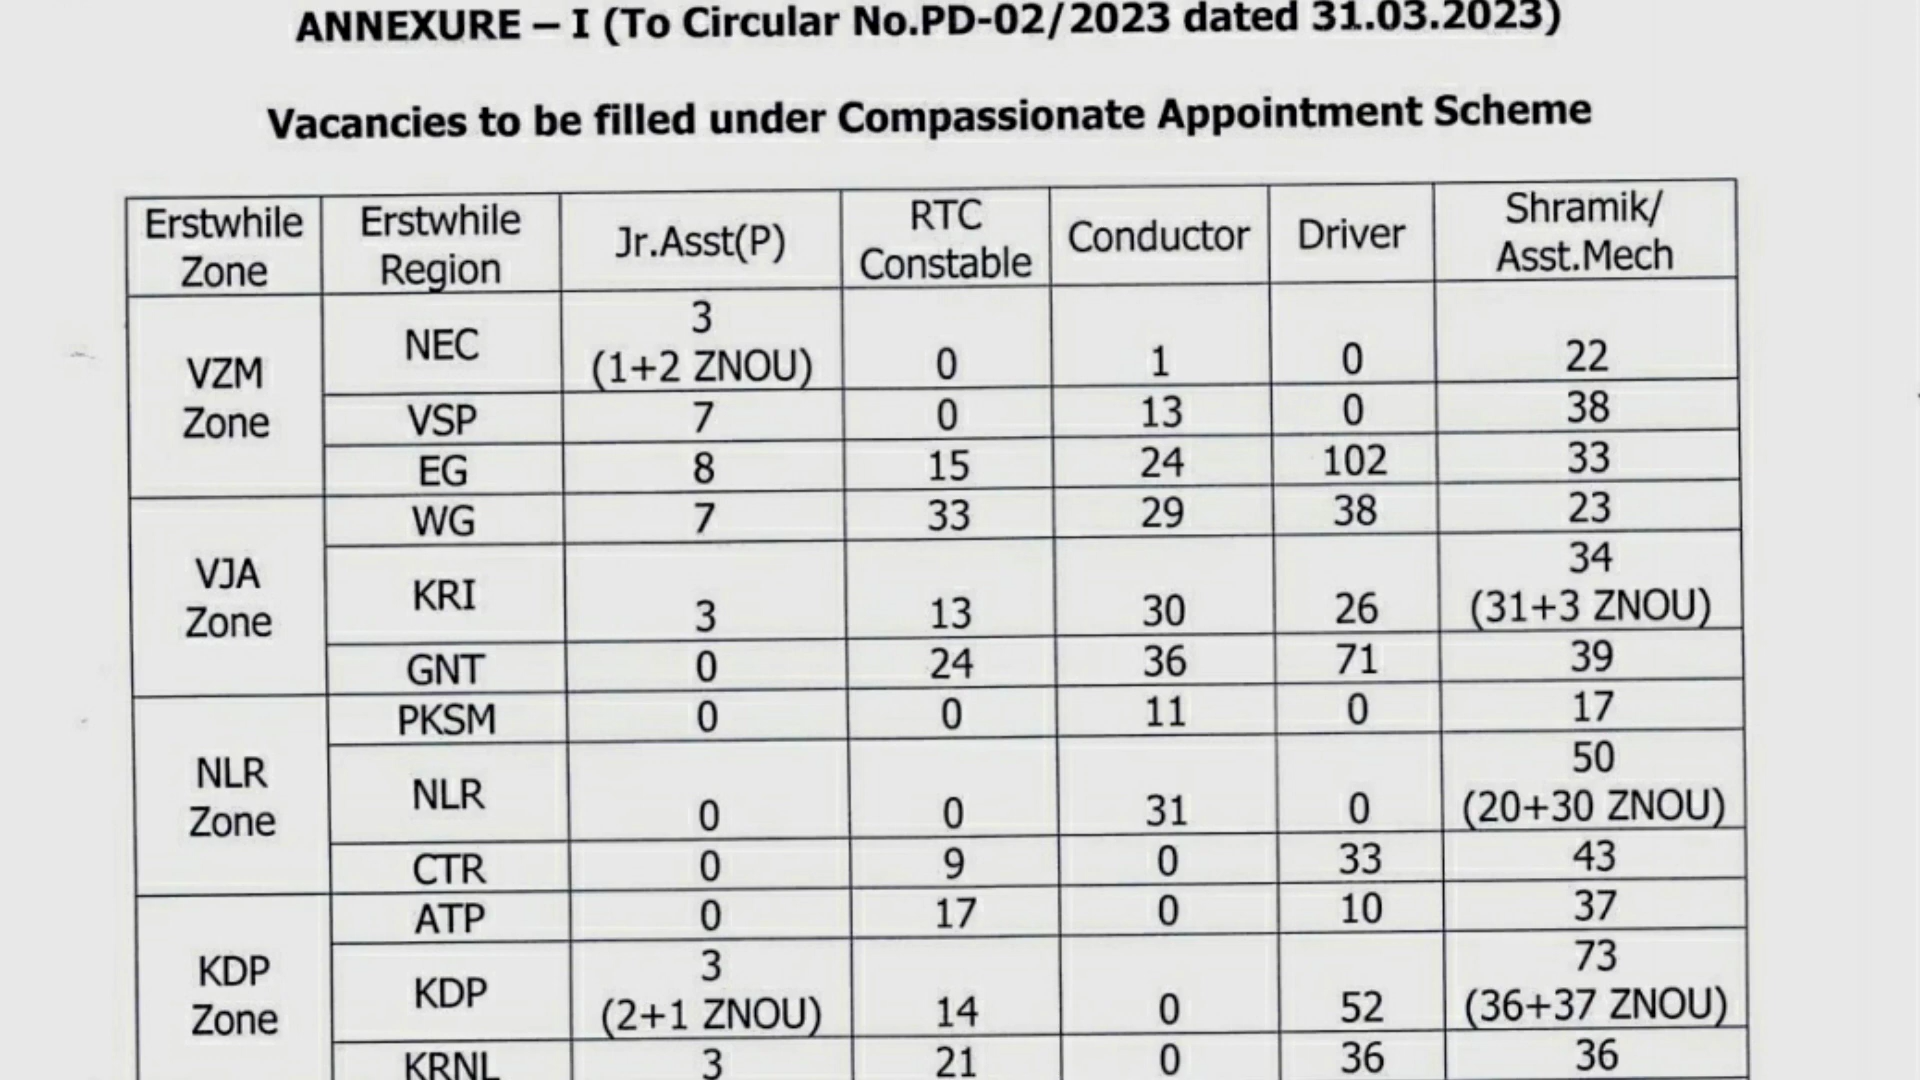 ANNEXURE – I (To Circular No.PD-02/2023 dated 31.03.2023)
Vacancies to be filled under Compassionate Appointment Scheme
Erstwhile Zone Erstwhile Region Jr.Asst(P) RTC Constable Conductor Driver Shramik/ Asst.Mech
VZM Zone NEC 3 (1+2 ZNOU) 0 1 0 22
VSP 7 0 13 0 38
EG 8 15 24 102 33
VJA Zone WG 7 33 29 38 23
KRI 3 13 30 26 34 (31+3 ZNOU)
GNT 0 24 36 71 39
NLR Zone PKSM 0 0 11 0 17
NLR 0 0 31 0 50 (20+30 ZNOU)
CTR 0 9 0 33 43
KDP Zone ATP 0 17 0 10 37
KDP 3 (2+1 ZNOU) 14 0 52 73 (36+37 ZNOU)
KRNL 3 21 0 36 36